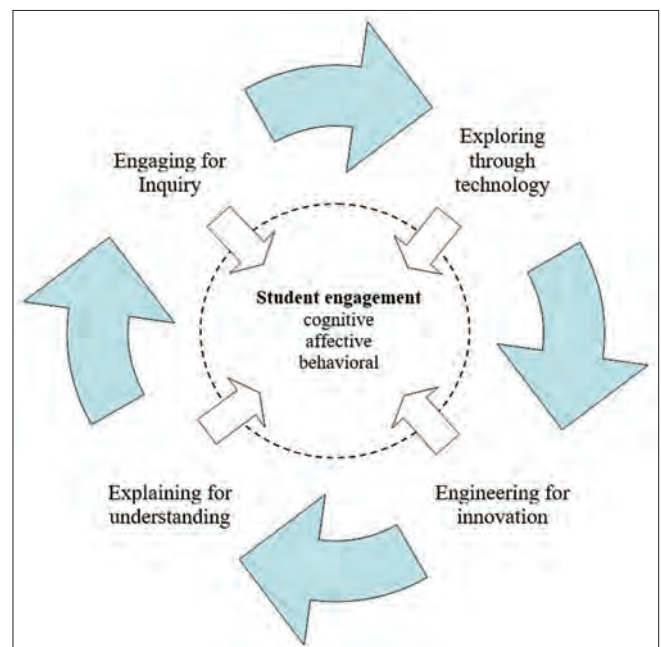 Engaging for
Inquiry
Exploring
through
technology
Student engagement
cognitive
affective
behavioral
Explaining for
understanding
Engineering for
innovation